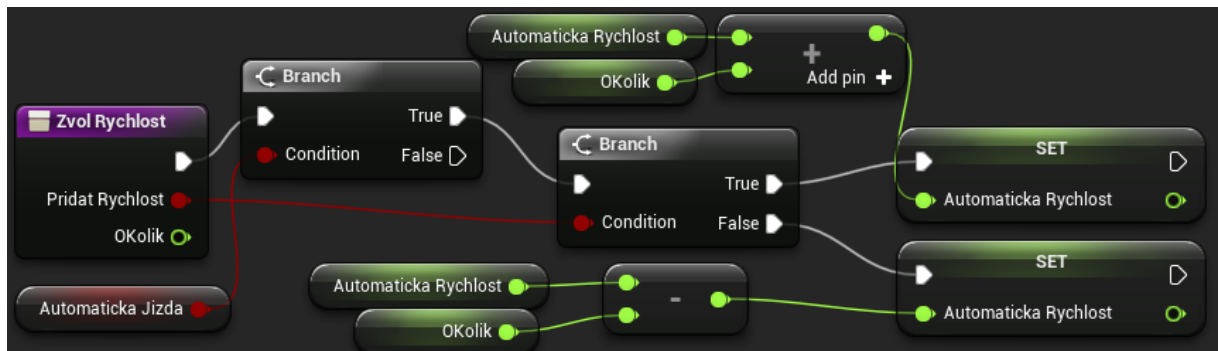 Automaticka Rychlost
OKolik
+
Add pin +
Branch
True
Condition
False
Zvol Rychlost
Pridat Rychlost
OKolik
Automaticka Jizda
Branch
True
Condition
False
SET
Automaticka Rychlost
SET
Automaticka Rychlost
Automaticka Rychlost
OKolik
-